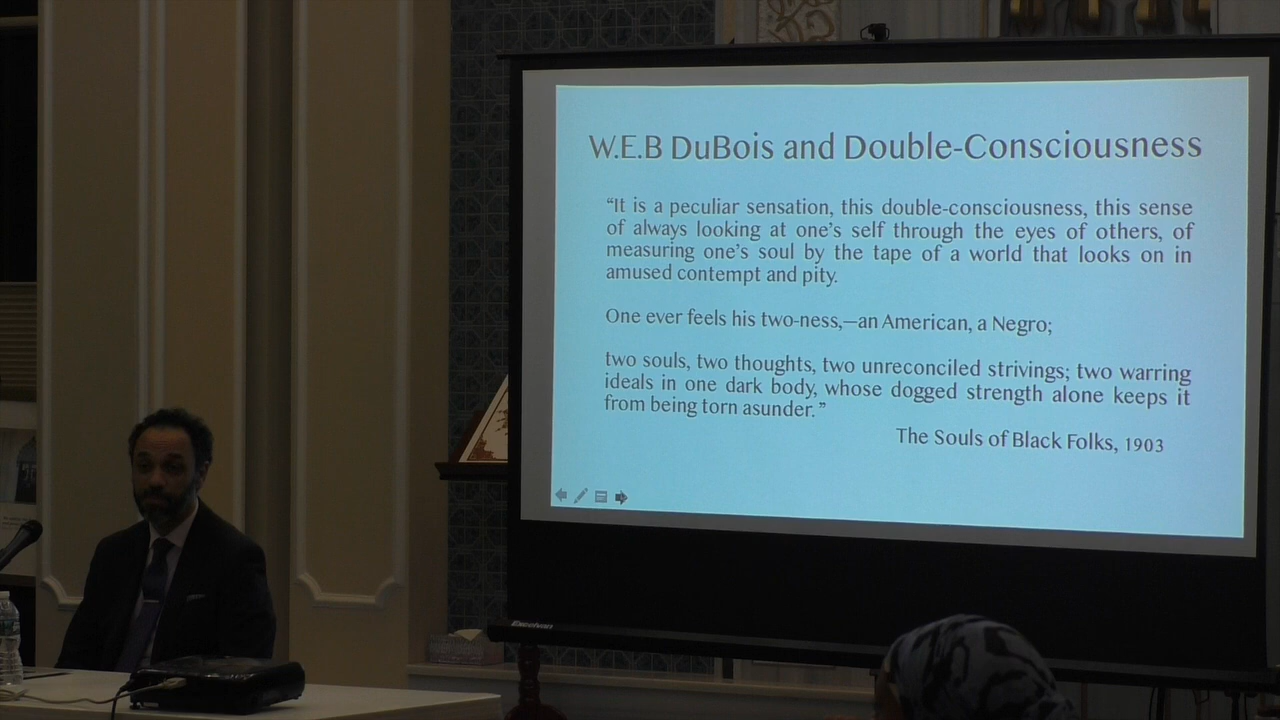 W.E.B DuBois and Double-Consciousness
“It is a peculiar sensation, this double-consciousness, this sense
of always looking at one’s self through the eyes of others, of
measuring one’s soul by the tape of a world that looks on in
amused contempt and pity.
One ever feels his two-ness,—an American, a Negro;
two souls, two thoughts, two unreconciled strivings; two warring
ideals in one dark body, whose dogged strength alone keeps it
from being torn asunder.”
The Souls of Black Folks, 1903